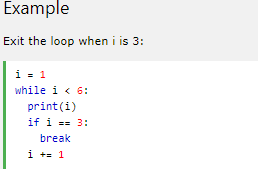 Example
Exit the loop when i is 3:
i = 1
while i < 6:
  print(i)
  if i == 3:
    break
  i += 1